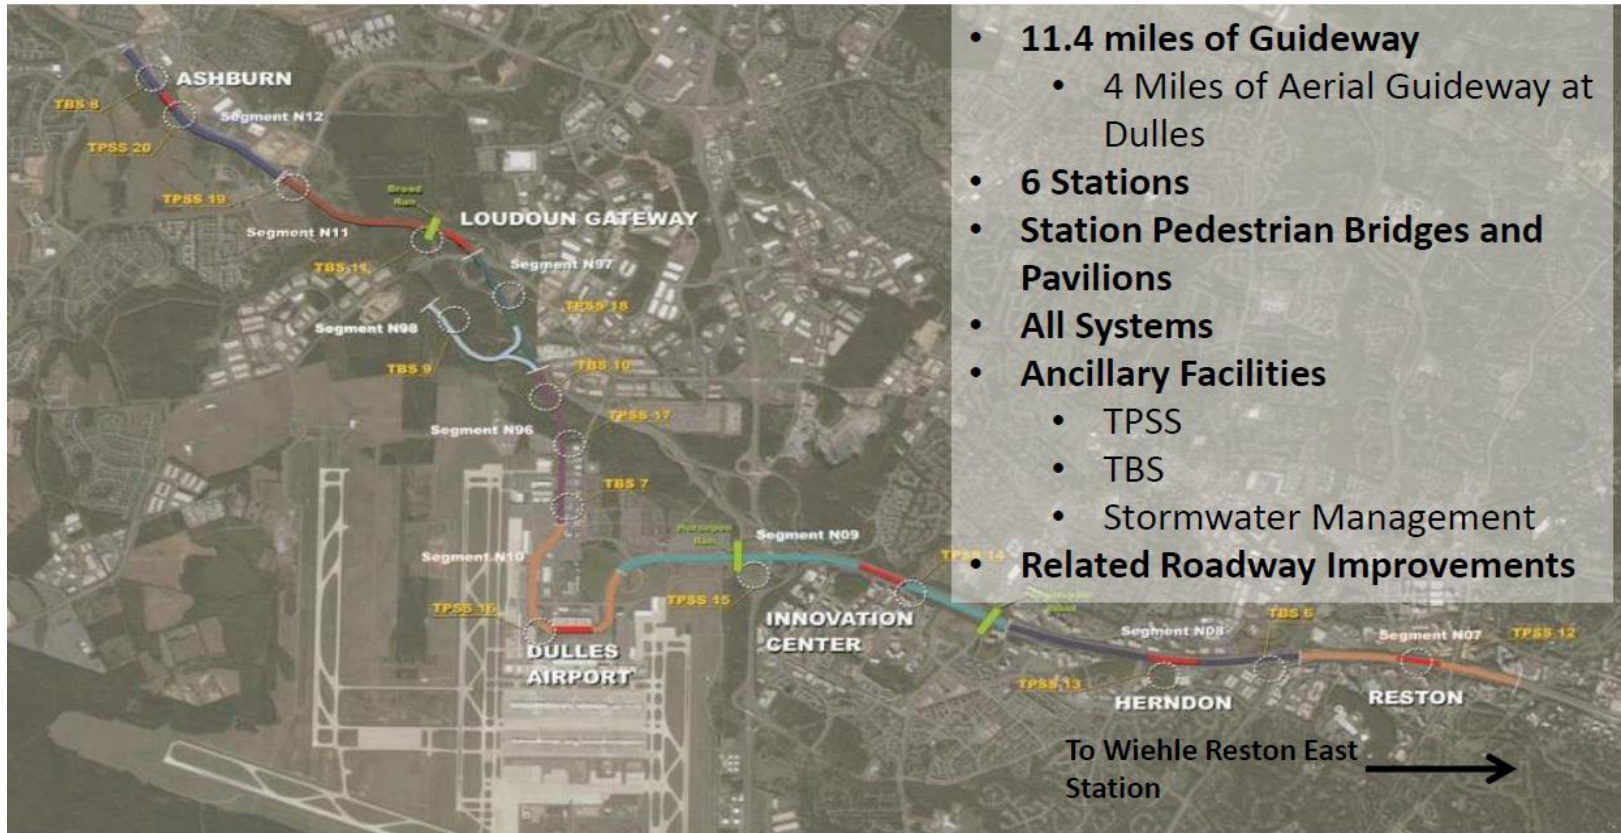 • 11.4 miles of Guideway
• 4 Miles of Aerial Guideway at
Dulles
• 6 Stations
• Station Pedestrian Bridges and
Pavilions
• All Systems
• Ancillary Facilities
• TPSS
• TBS
• Stormwater Management
• Related Roadway Improvements
ASHBURN
TBS 8
Segment N12
TPSS 20
TPSS 19
Broad
Run
LOUDOUN GATEWAY
Segment N11
TBS 11
Segment N97
TPSS 18
Segment N98
TBS 9
TBS 10
TPSS 17
Segment N96
TBS 7
Segment N10
Horsepen
Run
Segment N09
TPSS 14
TPSS 15
TPSS 16
INNOVATION
CENTER
DULLES
AIRPORT
Segment N08
TBS 6
Segment N07
TPSS 12
TPSS 13
HERNDON
RESTON
To Wiehle Reston East
Station